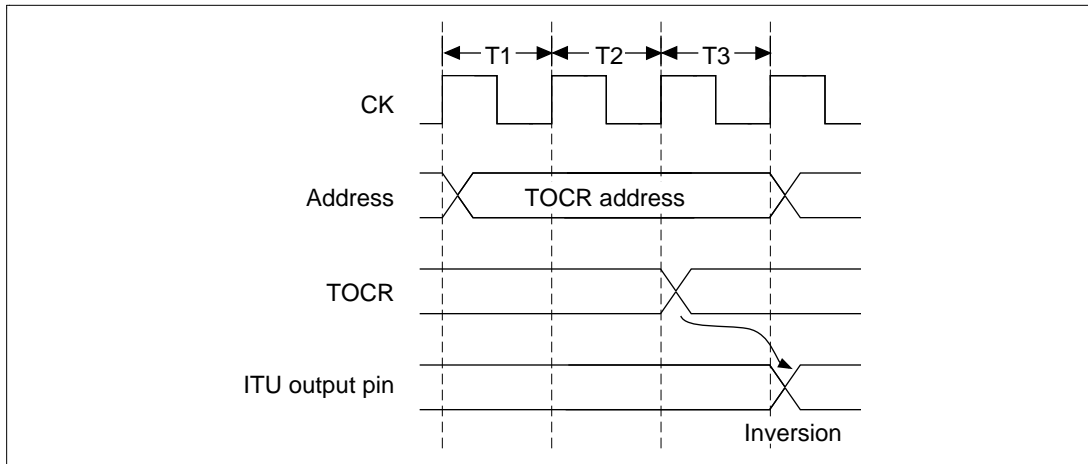 T1 T2 T3
CK
Address TOCR address
TOCR
ITU output pin
Inversion